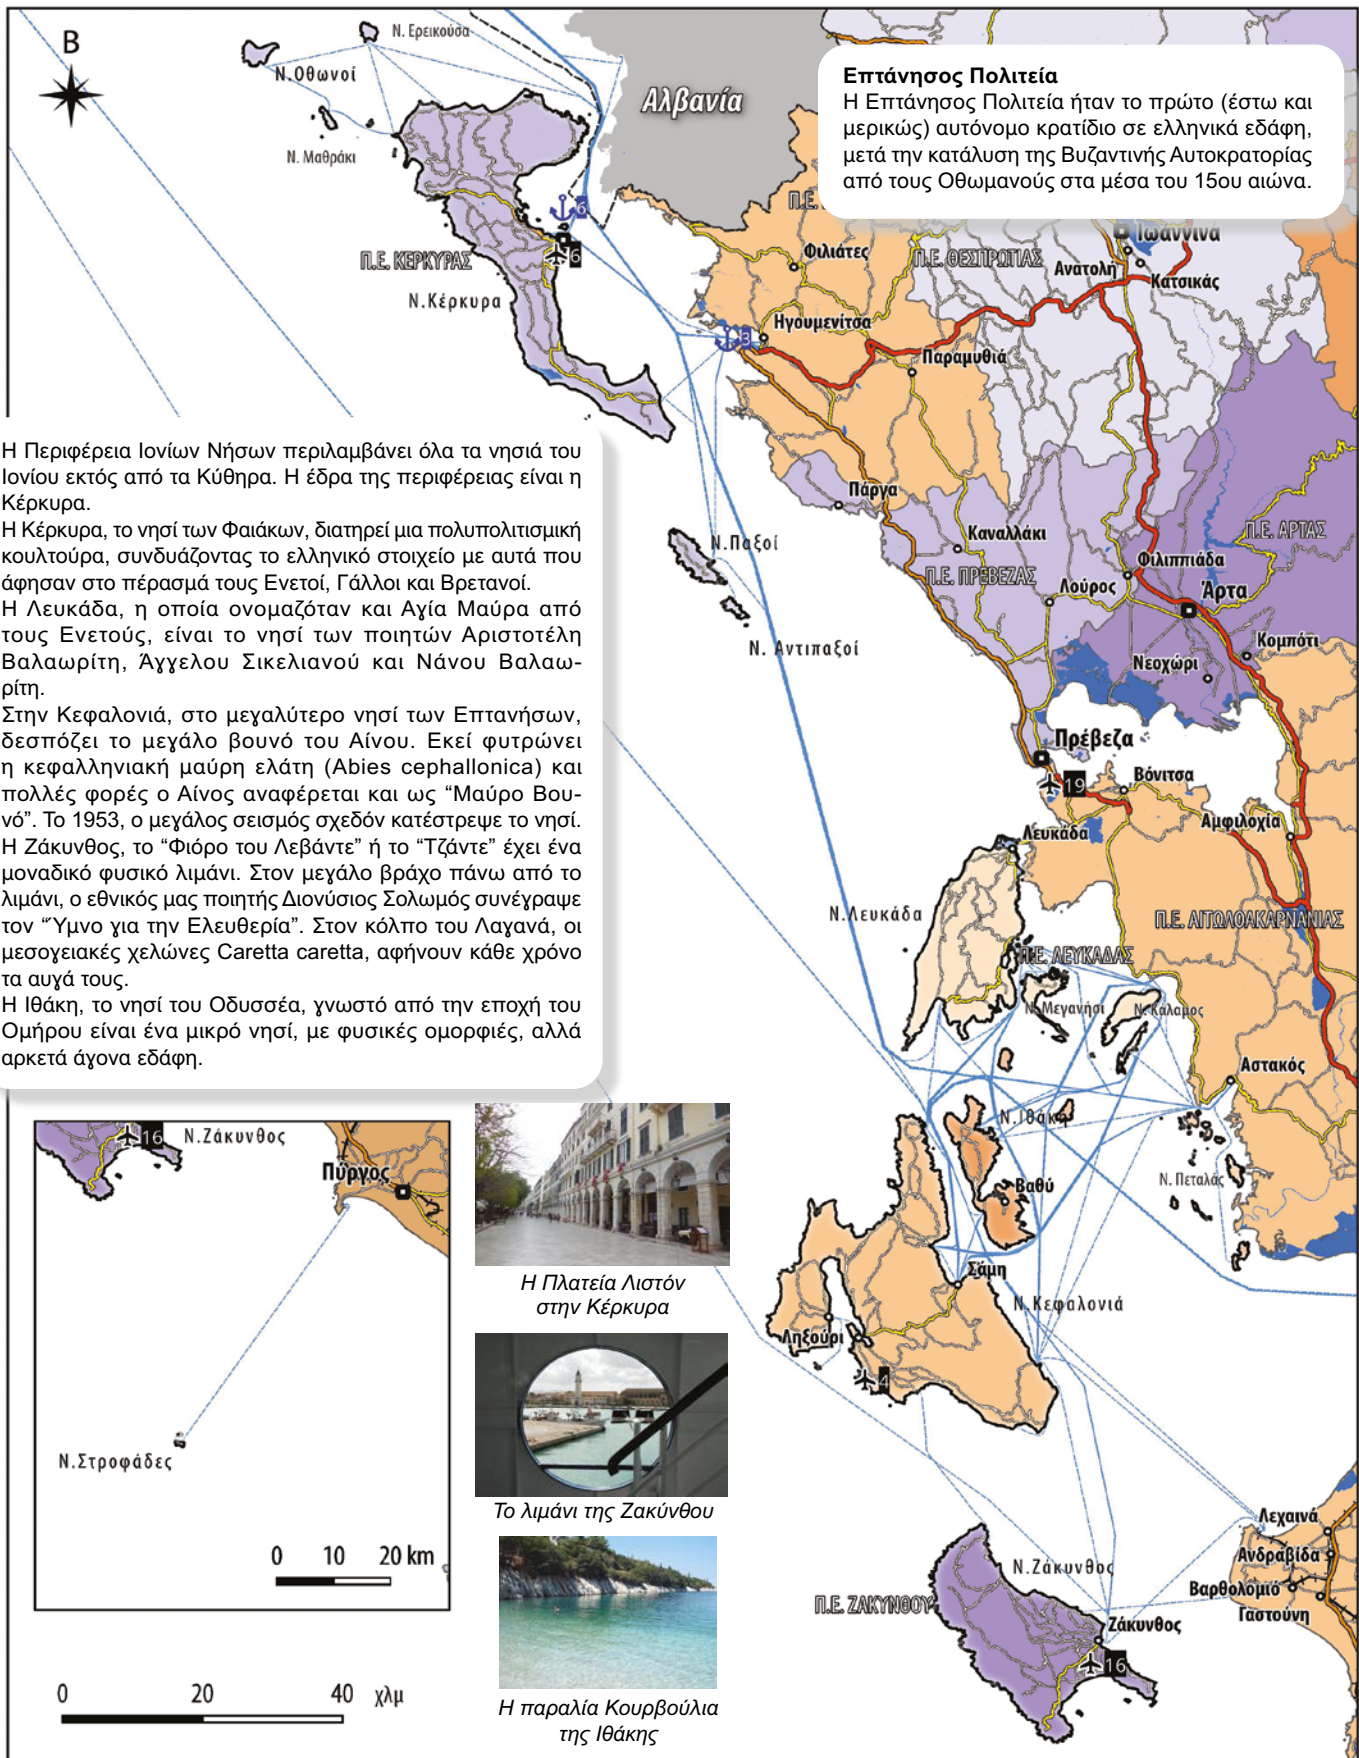 Β
Ν. Ερεικούσα
Ν.Οθωνοί
Ν. Μαθράκι
Αλβανία
Επτάνησος Πολιτεία
Η Επτάνησος Πολιτεία ήταν το πρώτο (έστω και
μερικώς) αυτόνομο κρατίδιο σε ελληνικά εδάφη,
μετά την κατάλυση της Βυζαντινής Αυτοκρατορίας
από τους Οθωμανούς στα μέσα του 15ου αιώνα.
6
6
Π.Ε. ΚΕΡΚΥΡΑΣ
Ν.Κέρκυρα
Π.Ε.
Ιωάννινα
Φιλιάτες
Π.Ε. ΘΕΣΠΡΩΤΙΑΣ
Ανατολή
Κατσικάς
Ηγουμενίτσα
3
Παραμυθιά
Πάργα
Καναλλάκι
Π.Ε. ΑΡΤΑΣ
Ν.Παξοί
Π.Ε. ΠΡΕΒΕΖΑΣ
Φιλιππιάδα
Λούρος
Άρτα
Ν. Αντιπαξοί
Κομπότι
Νεοχώρι
Πρέβεζα
19
Βόνιτσα
Λευκάδα
Αμφιλοχία
Ν.Λευκάδα
Π.Ε. ΑΙΤΩΛΟΑΚΑΡΝΑΝΙΑΣ
Π.Ε. ΛΕΥΚΑΔΑΣ
Ν.Μεγανήσι
Ν. Κάλαμος
Αστακός
Ν.Ιθάκη
Βαθύ
Ν. Πεταλάς
Σάμη
Ν.Κεφαλονιά
Ληξούρι
4
Λεχαινά
Ανδραβίδα
Βαρθολομιό
Γαστούνη
Ν.Ζάκυνθος
Π.Ε. ΖΑΚΥΝΘΟΥ
Ζάκυνθος
16
Η Περιφέρεια Ιονίων Νήσων περιλαμβάνει όλα τα νησιά του
Ιονίου εκτός από τα Κύθηρα. Η έδρα της περιφέρειας είναι η
Κέρκυρα.
Η Κέρκυρα, το νησί των Φαιάκων, διατηρεί μια πολυπολιτισμική
κουλτούρα, συνδυάζοντας το ελληνικό στοιχείο με αυτά που
άφησαν στο πέρασμά τους Ενετοί, Γάλλοι και Βρετανοί.
Η Λευκάδα, η οποία ονομαζόταν και Αγία Μαύρα από
τους Ενετούς, είναι το νησί των ποιητών Αριστοτέλη
Βαλαωρίτη, Άγγελου Σικελιανού και Νάνου Βαλαω-
ρίτη.
Στην Κεφαλονιά, στο μεγαλύτερο νησί των Επτανήσων,
δεσπόζει το μεγάλο βουνό του Αίνου. Εκεί φυτρώνει
η κεφαλληνιακή μαύρη ελάτη (Abies cephallonica) και
πολλές φορές ο Αίνος αναφέρεται και ως “Μαύρο Βου-
νό”. Το 1953, ο μεγάλος σεισμός σχεδόν κατέστρεψε το νησί.
Η Ζάκυνθος, το “Φιόρο του Λεβάντε” ή το “Τζάντε” έχει ένα
μοναδικό φυσικό λιμάνι. Στον μεγάλο βράχο πάνω από το
λιμάνι, ο εθνικός μας ποιητής Διονύσιος Σολωμός συνέγραψε
τον “Ύμνο για την Ελευθερία”. Στον κόλπο του Λαγανά, οι
μεσογειακές χελώνες Caretta caretta, αφήνουν κάθε χρόνο
τα αυγά τους.
Η Ιθάκη, το νησί του Οδυσσέα, γνωστό από την εποχή του
Ομήρου είναι ένα μικρό νησί, με φυσικές ομορφιές, αλλά
αρκετά άγονα εδάφη.
16
Ν.Ζάκυνθος
Πύργος
Ν.Στροφάδες
0 10 20 km
0 20 40 χλμ
Η Πλατεία Λιστόν
στην Κέρκυρα
Το λιμάνι της Ζακύνθου
Η παραλία Κουρβούλια
της Ιθάκης